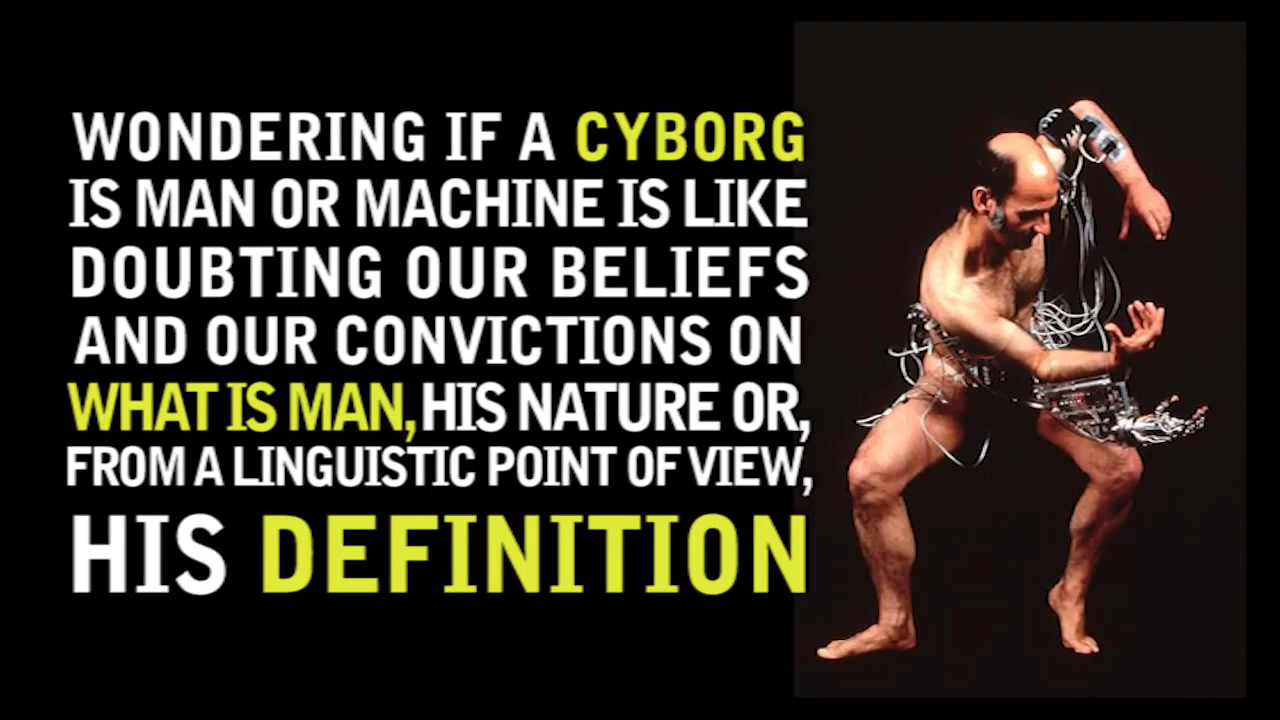 WONDERING IF A CYBORG
IS MAN OR MACHINE IS LIKE
DOUBTING OUR BELIEFS
AND OUR CONVICTIONS ON
WHAT IS MAN, HIS NATURE OR,
FROM A LINGUISTIC POINT OF VIEW,
HIS DEFINITION